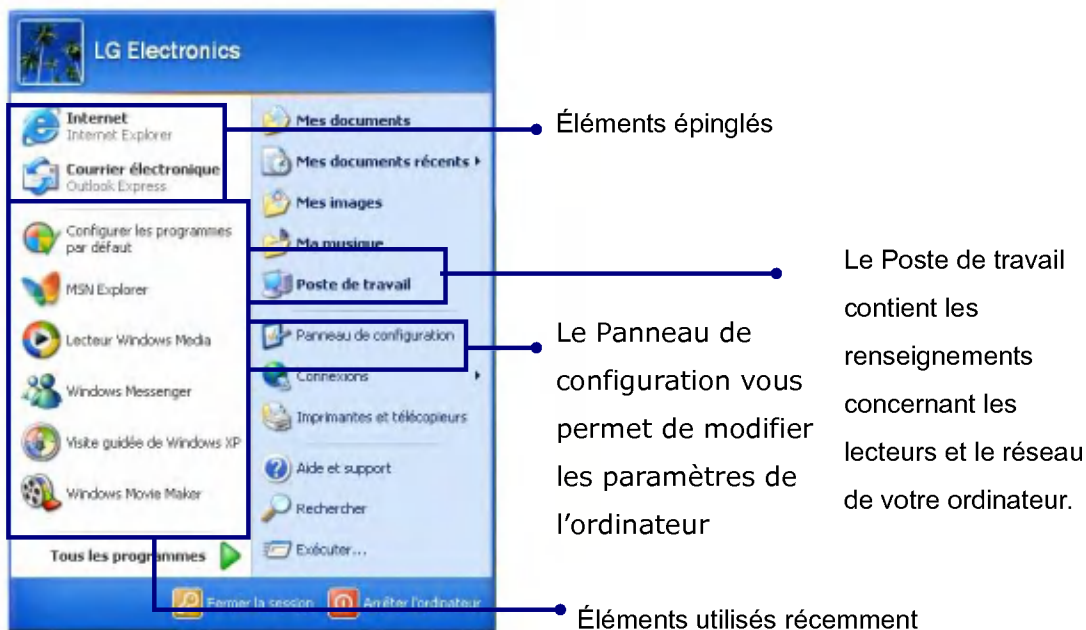 LG Electronics
Internet
Internet Explorer
Courrier électronique
Outlook Express
Configurer les programmes
par défaut
MSN Explorer
Lecteur Windows Media
Windows Messenger
Visite guidée de Windows XP
Windows Movie Maker
Tous les programmes
Mes documents
Mes documents récents
Mes images
Ma musique
Poste de travail
Panneau de configuration
Connexions
Imprimantes et télécopieurs
Aide et support
Rechercher
Exécuter...
Fermer la session
Arrêter l'ordinateur
Éléments épinglés
Le Panneau de
configuration vous
permet de modifier
les paramètres de
l’ordinateur
Le Poste de travail
contient les
renseignements
concernant les
lecteurs et le réseau
de votre ordinateur.
Éléments utilisés récemment